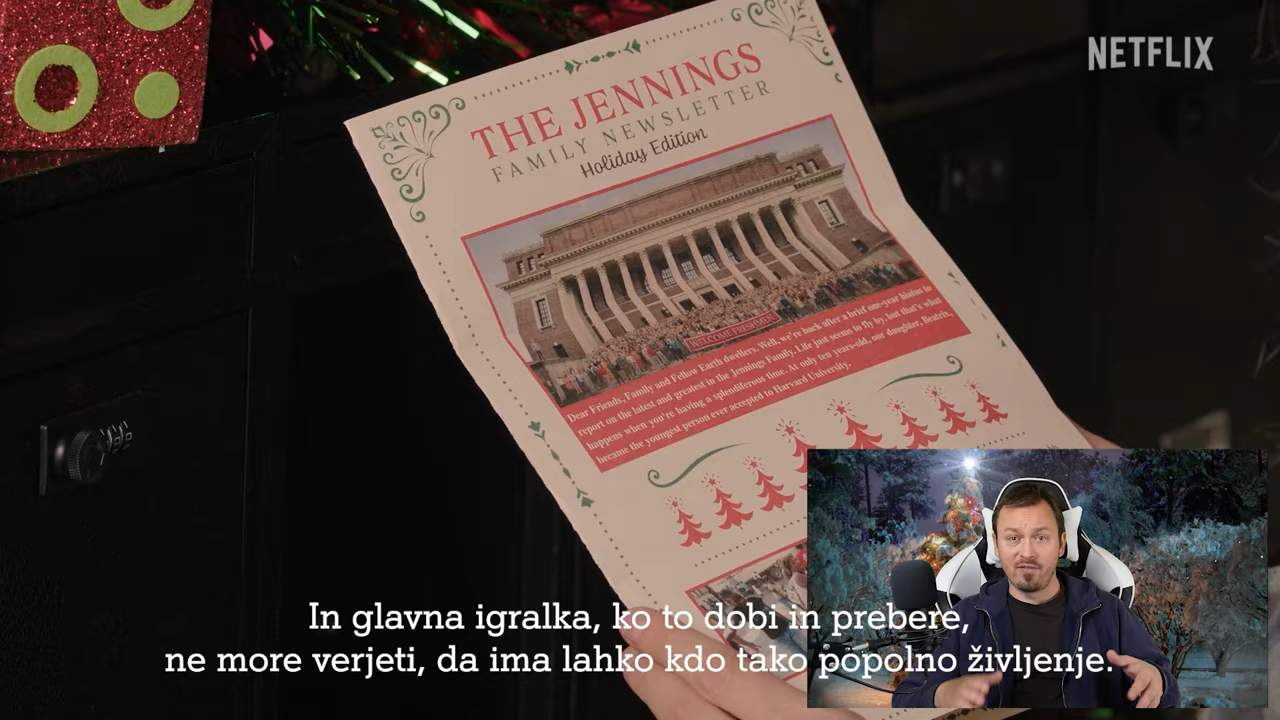 NETFLIX
THE JENNINGS
FAMILY NEWSLETTER
Holiday Edition
WELCOME FRESHMEN
Dear Friends, Family and Fellow Earth dwellers. Well, we're back after a brief one-year hiatus to
report on the latest and greatest in the Jennings Family. Life just seems to fly by, but that's what
happens when you're having a splendiferous time. At only ten years-old, our daughter, Beatrix,
became the youngest person ever accepted to Harvard University.
In glavna igralka, ko to dobi in prebere,
ne more verjeti, da ima lahko kdo tako popolno življenje.